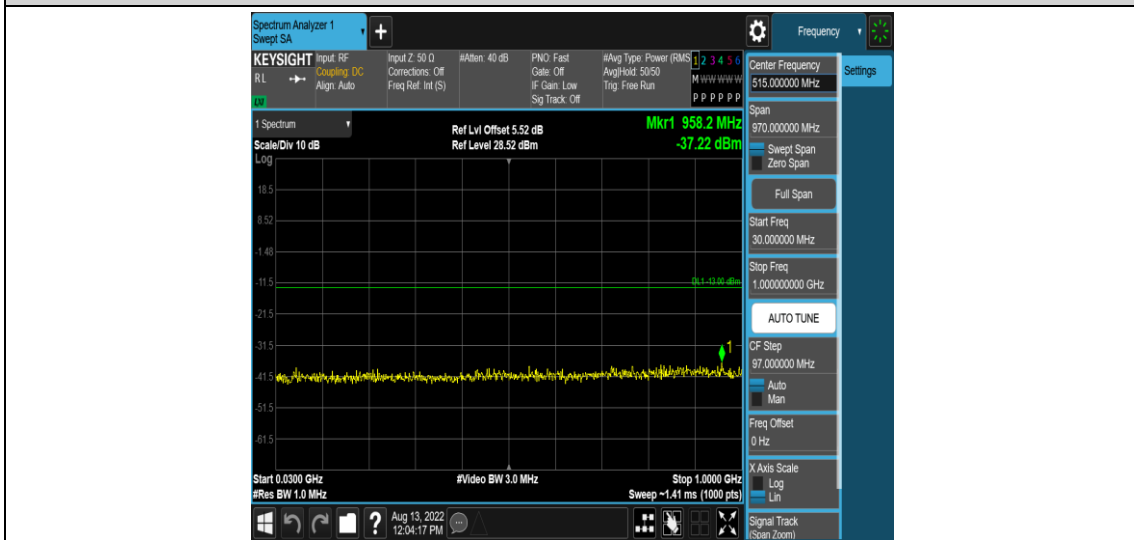 Spectrum Analyzer 1
Swept SA
+
Frequency
KEYSIGHT
RL
LXI
Input: RF
Coupling: DC
Align: Auto
Input Z: 50 Ω
Corrections: Off
Freq Ref: Int (S)
#Atten: 40 dB
PNO: Fast
Gate: Off
IF Gain: Low
Sig Track: Off
#Avg Type: Power (RMS
Avg|Hold: 50/50
Trig: Free Run
1 2 3 4 5 6
M W W W W W
P P P P P P
Center Frequency
515.000000 MHz
Settings
Span
970.000000 MHz
Swept Span
Zero Span
Full Span
Start Freq
30.000000 MHz
Stop Freq
1.000000000 GHz
AUTO TUNE
CF Step
97.000000 MHz
Auto
Man
Freq Offset
0 Hz
X Axis Scale
Log
Lin
Signal Track
(Span Zoom)
1 Spectrum
Scale/Div 10 dB
Log
Ref Lvl Offset 5.52 dB
Ref Level 28.52 dBm
Mkr1 958.2 MHz
-37.22 dBm
18.5
8.52
-1.48
-11.5
DL1 -13.00 dBm
-21.5
-31.5
1
-41.5
-51.5
-61.5
Start 0.0300 GHz
#Video BW 3.0 MHz
Stop 1.0000 GHz
#Res BW 1.0 MHz
Sweep ~1.41 ms (1000 pts)
?
Aug 13, 2022
12:04:17 PM